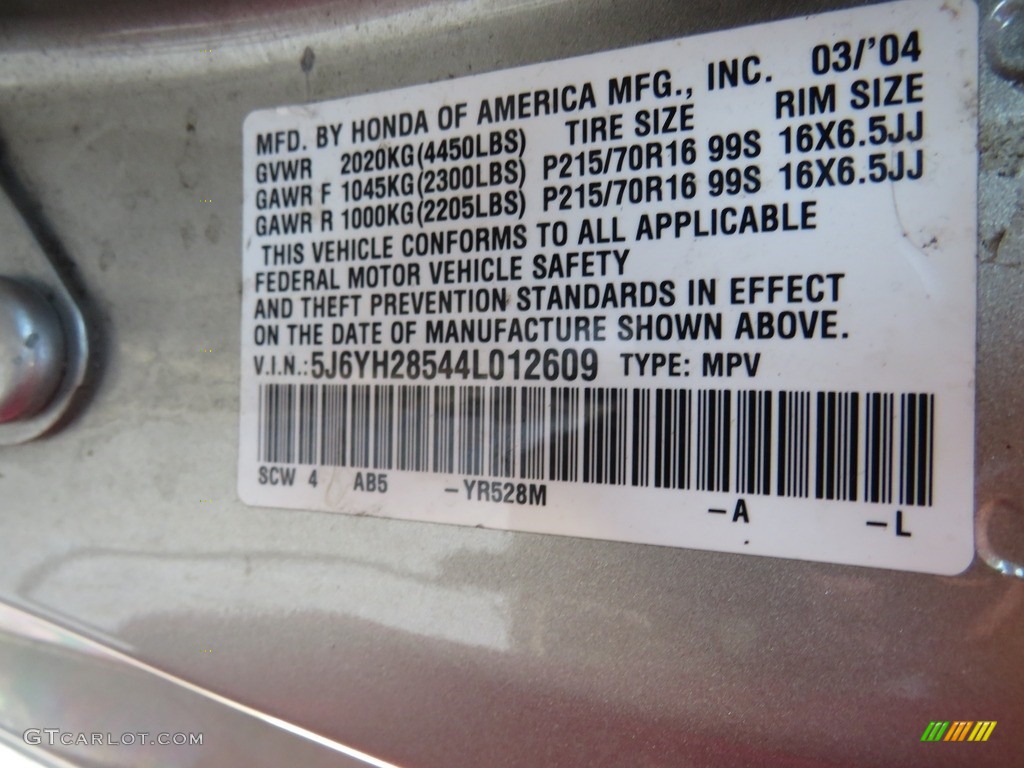 MFD. BY HONDA OF AMERICA MFG., INC. 03/'04
GVWR 2020KG(4450LBS) TIRE SIZE RIM SIZE
GAWR F 1045KG(2300LBS) P215/70R16 99S 16X6.5JJ
GAWR R 1000KG(2205LBS) P215/70R16 99S 16X6.5JJ
THIS VEHICLE CONFORMS TO ALL APPLICABLE
FEDERAL MOTOR VEHICLE SAFETY
AND THEFT PREVENTION STANDARDS IN EFFECT
ON THE DATE OF MANUFACTURE SHOWN ABOVE.
V.I.N.:5J6YH28544L012609 TYPE: MPV
SCW 4 AB5 -YR528M -A -L
GTCARLOT.COM